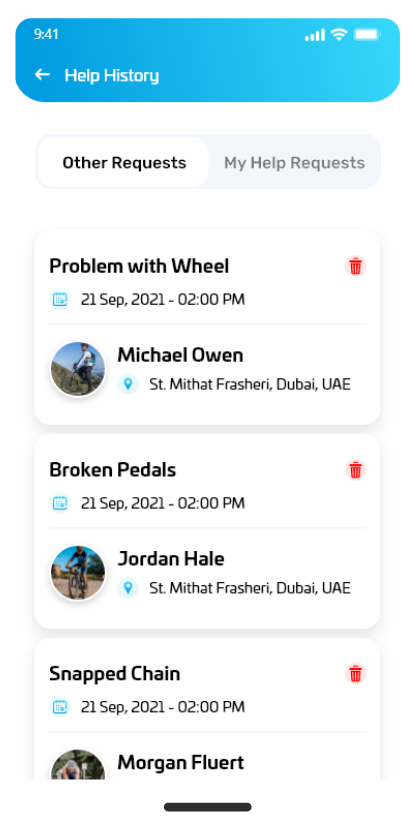 9:41
Help History
Other Requests
My Help Requests
Problem with Wheel
21 Sep, 2021 - 02:00 PM
Michael Owen
St. Mithat Frasheri, Dubai, UAE
Broken Pedals
21 Sep, 2021 - 02:00 PM
Jordan Hale
St. Mithat Frasheri, Dubai, UAE
Snapped Chain
21 Sep, 2021 - 02:00 PM
Morgan Fluert